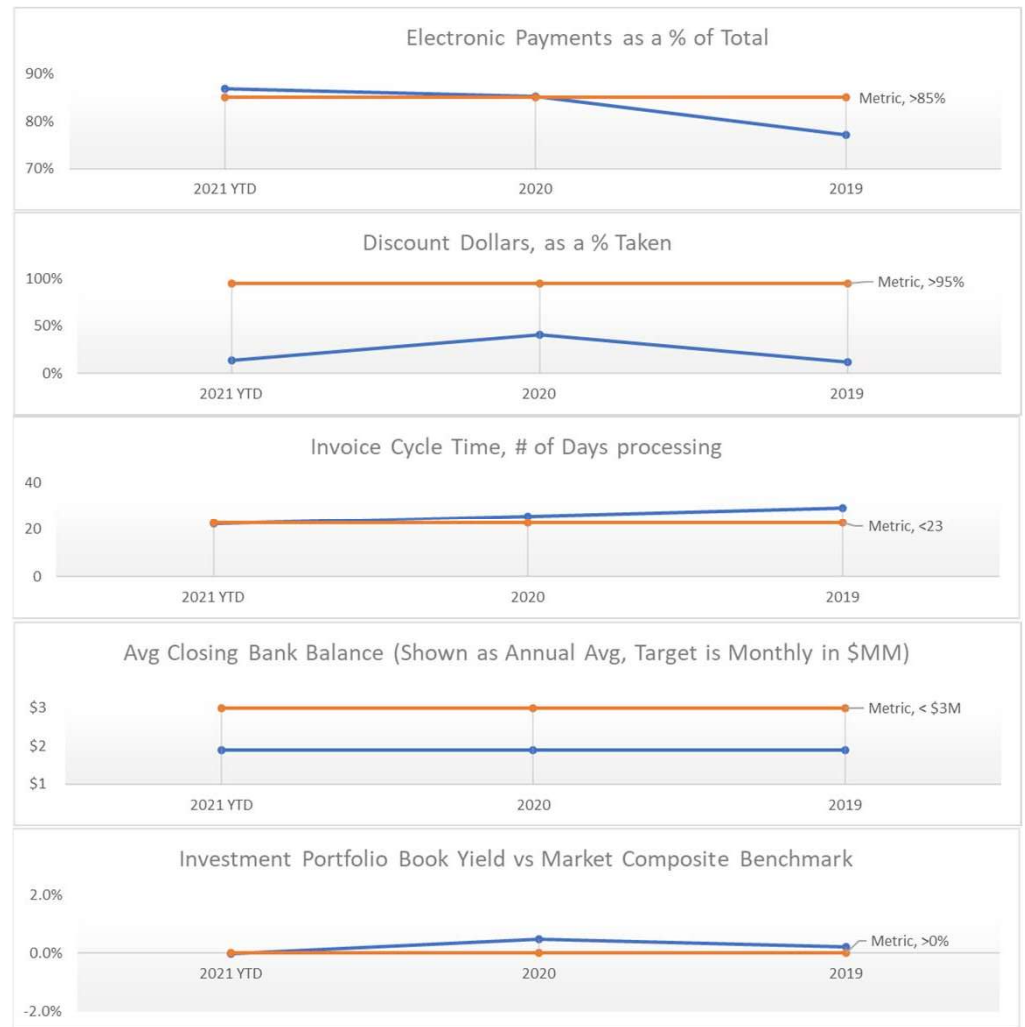 Electronic Payments as a % of Total
90%
80%
70%
Metric, >85%
2021 YTD 2020 2019
Discount Dollars, as a % Taken
100%
50%
0%
Metric, >95%
2021 YTD 2020 2019
Invoice Cycle Time, # of Days processing
40
20
0
Metric, <23
2021 YTD 2020 2019
Avg Closing Bank Balance (Shown as Annual Avg, Target is Monthly in $MM)
$3
$2
$1
Metric, < $3M
2021 YTD 2020 2019
Investment Portfolio Book Yield vs Market Composite Benchmark
2.0%
0.0%
-2.0%
Metric, >0%
2021 YTD 2020 2019